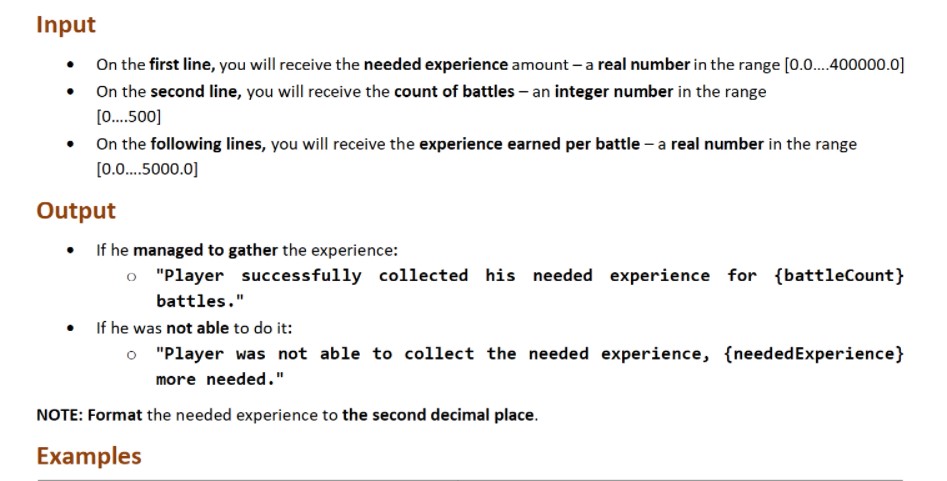 Input
• On the first line, you will receive the needed experience amount – a real number in the range [0.0....400000.0]
• On the second line, you will receive the count of battles – an integer number in the range
[0....500]
• On the following lines, you will receive the experience earned per battle – a real number in the range
[0.0....5000.0]
Output
• If he managed to gather the experience:
○ "Player successfully collected his needed experience for {battleCount}
battles."
• If he was not able to do it:
○ "Player was not able to collect the needed experience, {neededExperience}
more needed."
NOTE: Format the needed experience to the second decimal place.
Examples